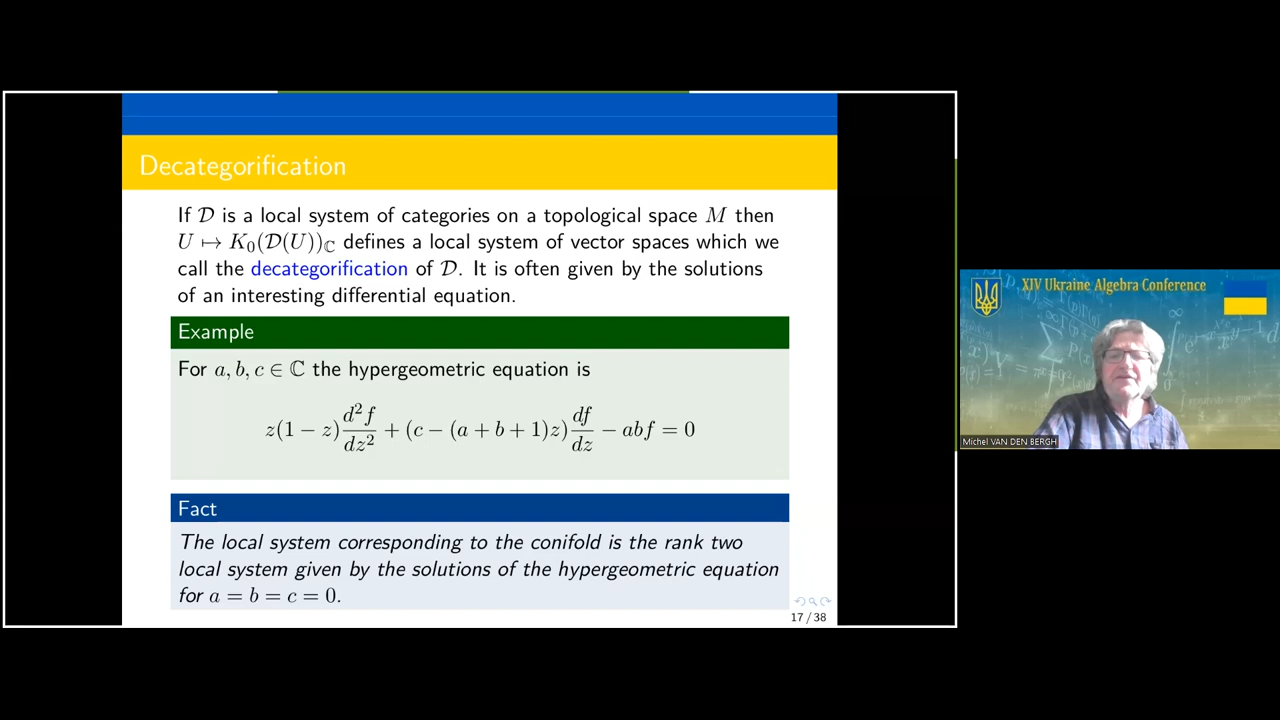 Decategorification
If 𝒟 is a local system of categories on a topological space M then
U ↦ K₀(𝒟(U))_ℂ defines a local system of vector spaces which we
call the decategorification of 𝒟. It is often given by the solutions
of an interesting differential equation.
Example
For a, b, c ∈ ℂ the hypergeometric equation is
z(1 − z) d²f/dz² + (c − (a + b + 1)z) df/dz − abf = 0
Fact
The local system corresponding to the conifold is the rank two
local system given by the solutions of the hypergeometric equation
for a = b = c = 0.
17 / 38
XIV Ukraine Algebra Conference
Michel VAN DEN BERGH